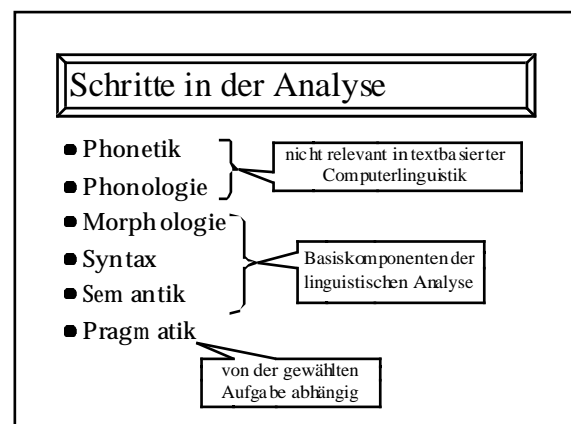 Schritte in der Analyse
Phonetik
nicht relevant in textbasierter
Computerlinguistik
Phonologie
Morphologie
Syntax
Basiskomponenten der
linguistischen Analyse
Semantik
Pragmatik
von der gewählten
Aufgabe abhängig